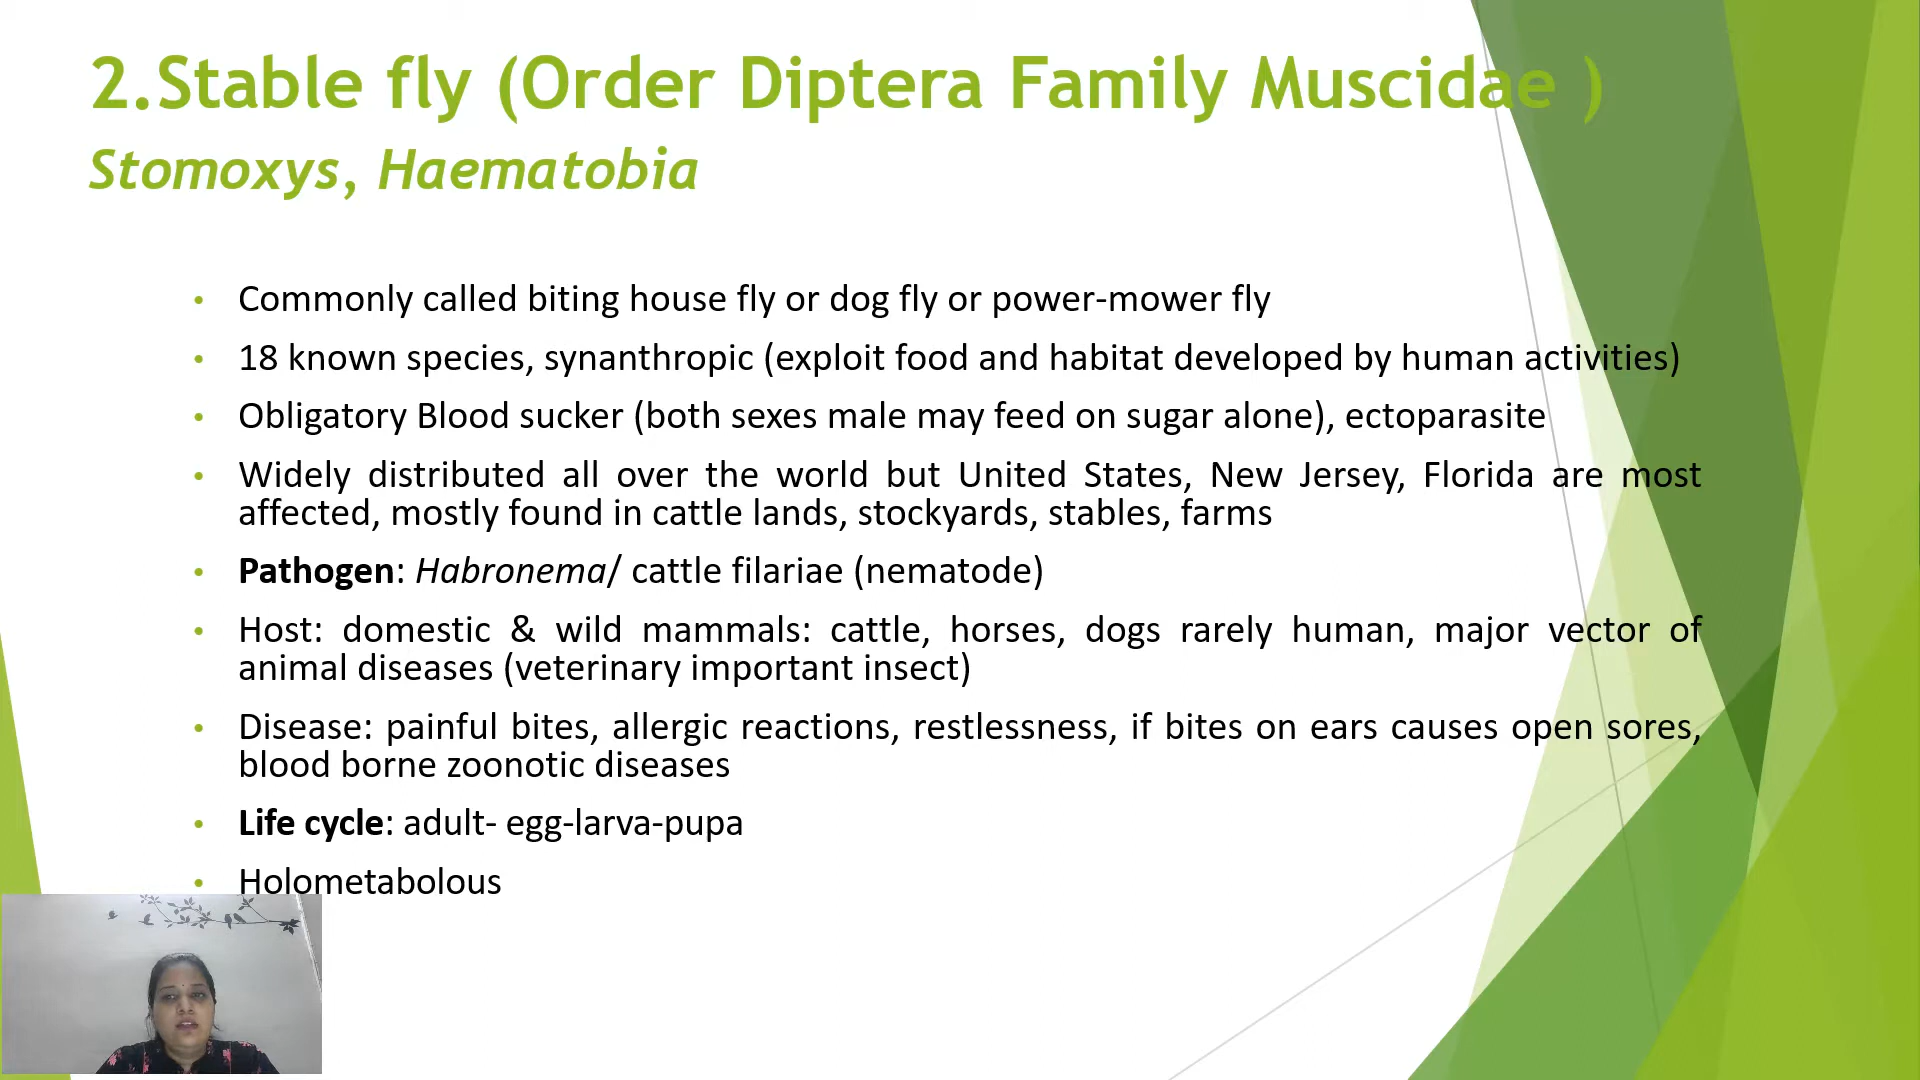 2.Stable fly (Order Diptera Family Muscidae )
Stomoxys, Haematobia
• Commonly called biting house fly or dog fly or power-mower fly
• 18 known species, synanthropic (exploit food and habitat developed by human activities)
• Obligatory Blood sucker (both sexes male may feed on sugar alone), ectoparasite
• Widely distributed all over the world but United States, New Jersey, Florida are most
affected, mostly found in cattle lands, stockyards, stables, farms
• Pathogen: Habronema/ cattle filariae (nematode)
• Host: domestic & wild mammals: cattle, horses, dogs rarely human, major vector of
animal diseases (veterinary important insect)
• Disease: painful bites, allergic reactions, restlessness, if bites on ears causes open sores,
blood borne zoonotic diseases
• Life cycle: adult- egg-larva-pupa
• Holometabolous